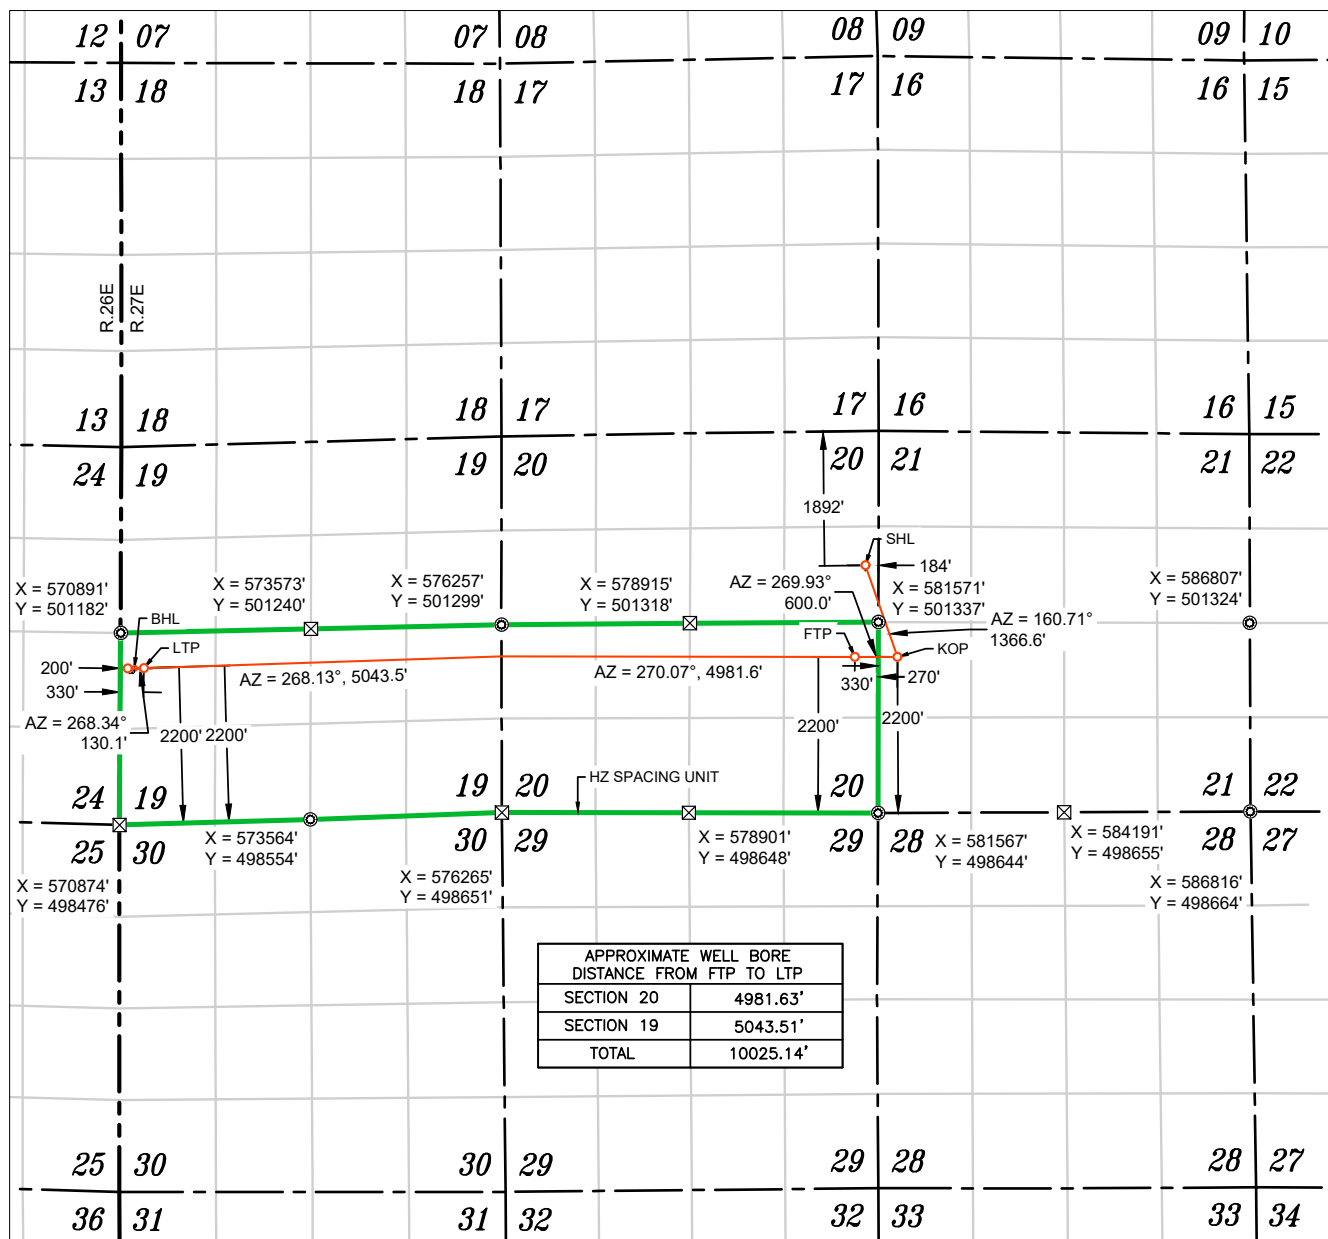 12 07 07 08 08 09 09 10
13 18 18 17 17 16 16 15
R.26E
R.27E
13 18 18 17 17 16 16 15
24 19 19 20 20 21 21 22
1892'
SHL
184'
X = 570891'
Y = 501182'
X = 573573'
Y = 501240'
X = 576257'
Y = 501299'
X = 578915'
Y = 501318'
AZ = 269.93°
600.0'
X = 581571'
Y = 501337'
X = 586807'
Y = 501324'
AZ = 160.71°
1366.6'
BHL
LTP
FTP
KOP
200'
330'
AZ = 268.13°, 5043.5'
AZ = 270.07°, 4981.6'
330'
270'
AZ = 268.34°
130.1'
2200'
2200'
2200'
2200'
HZ SPACING UNIT
24 19 19 20 20 21 22
25 30 30 29 29 28 28 27
X = 573564'
Y = 498554'
X = 578901'
Y = 498648'
X = 581567'
Y = 498644'
X = 584191'
Y = 498655'
X = 570874'
Y = 498476'
X = 576265'
Y = 498651'
X = 586816'
Y = 498664'
APPROXIMATE WELL BORE
DISTANCE FROM FTP TO LTP
SECTION 20 4981.63'
SECTION 19 5043.51'
TOTAL 10025.14'
25 30 30 29 29 28 28 27
36 31 31 32 32 33 33 34